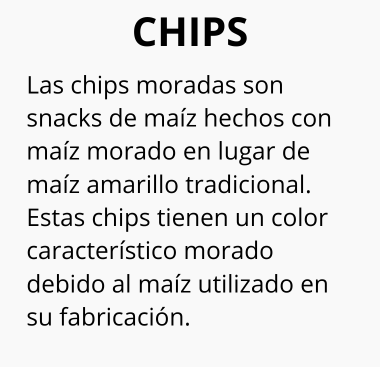 CHIPS
Las chips moradas son
snacks de maíz hechos con
maíz morado en lugar de
maíz amarillo tradicional.
Estas chips tienen un color
característico morado
debido al maíz utilizado en
su fabricación.